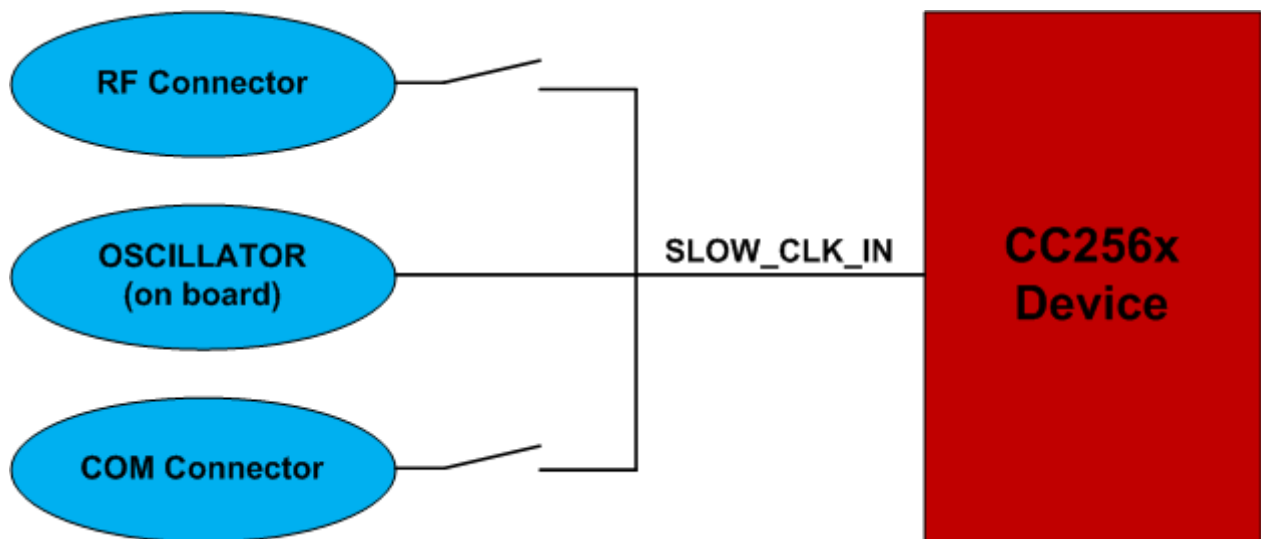 RF Connector
OSCILLATOR
(on board)
SLOW_CLK_IN
CC256x
Device
COM Connector